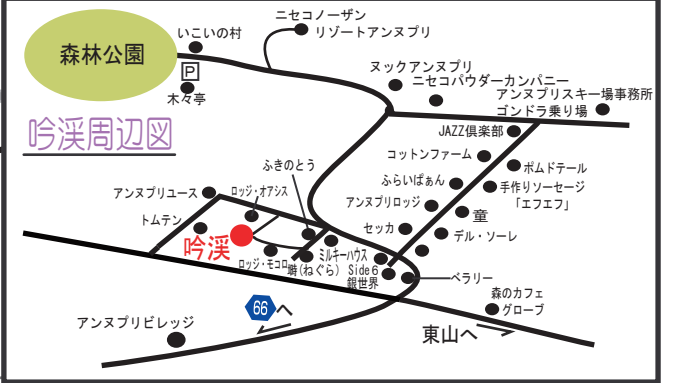 ニセコノーザン
リゾートアンヌプリ
いこいの村
森林公園
P
木々亭
ヌックアンヌプリ
ニセコパウダーカンパニー
アンヌプリスキー場事務所
ゴンドラ乗り場
吟渓周辺図
JAZZ倶楽部
コットンファーム
ポムドテール
ふきのとう
ふらいぱぁん
手作りソーセージ
「エフエフ」
アンヌプリユース
ロッジ・オアシス
アンヌプリロッジ
童
トムテン
セッカ
デル・ソーレ
吟渓
ロッジ・モコロ
ミルキーハウス
(ねぐら)
Side6
銀世界
ベラリー
森のカフェ
グローブ
66へ
アンヌプリビレッジ
東山へ